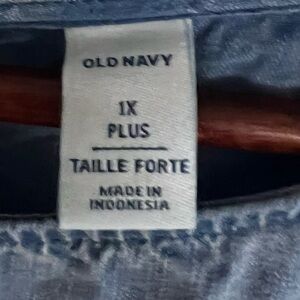 OLD NAVY
1X
PLUS
TAILLE FORTE
MADE IN
INDONESIA